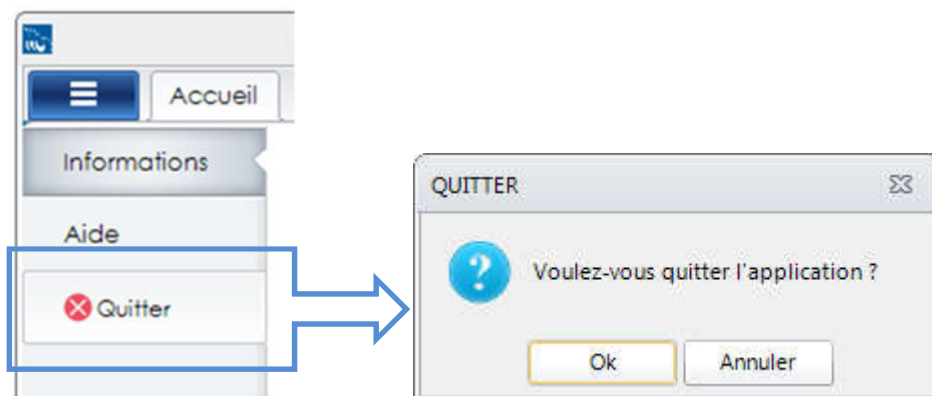 Accueil
Informations
Aide
Quitter
QUITTER
Voulez-vous quitter l'application ?
Ok
Annuler